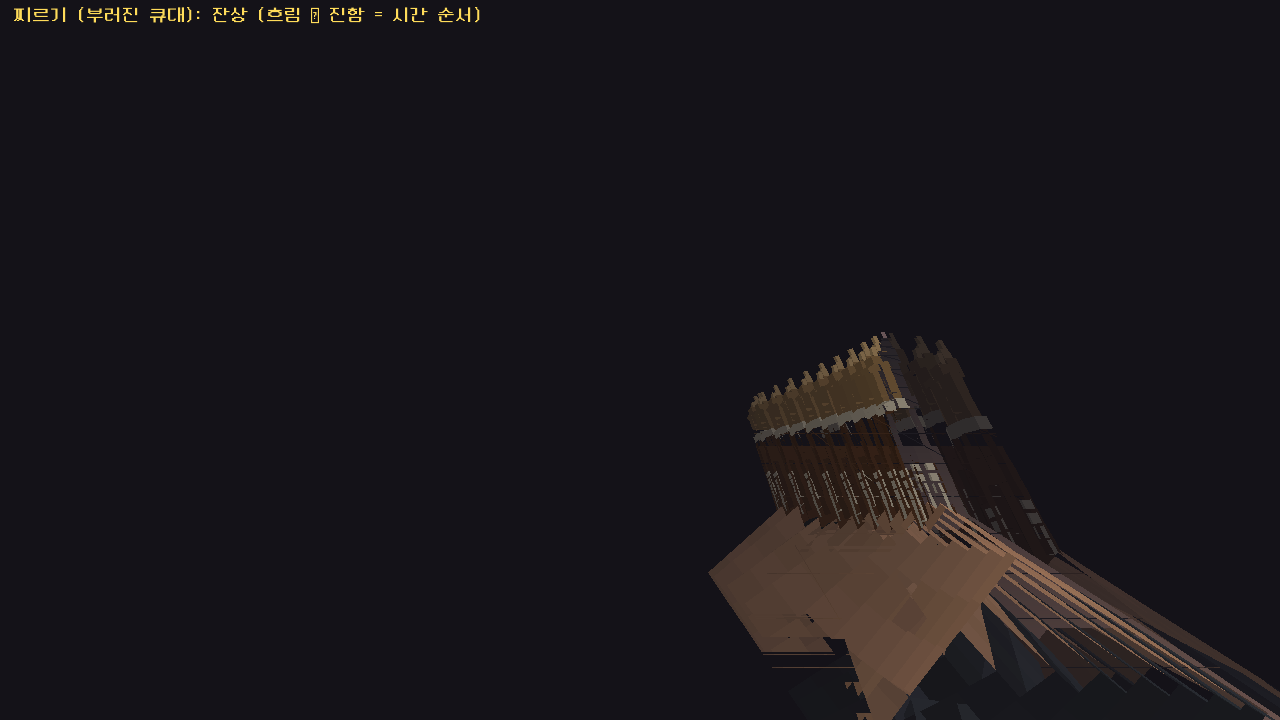 찌르기 (부러진 큐대): 잔상 (흐림 → 진함 = 시간 순서)